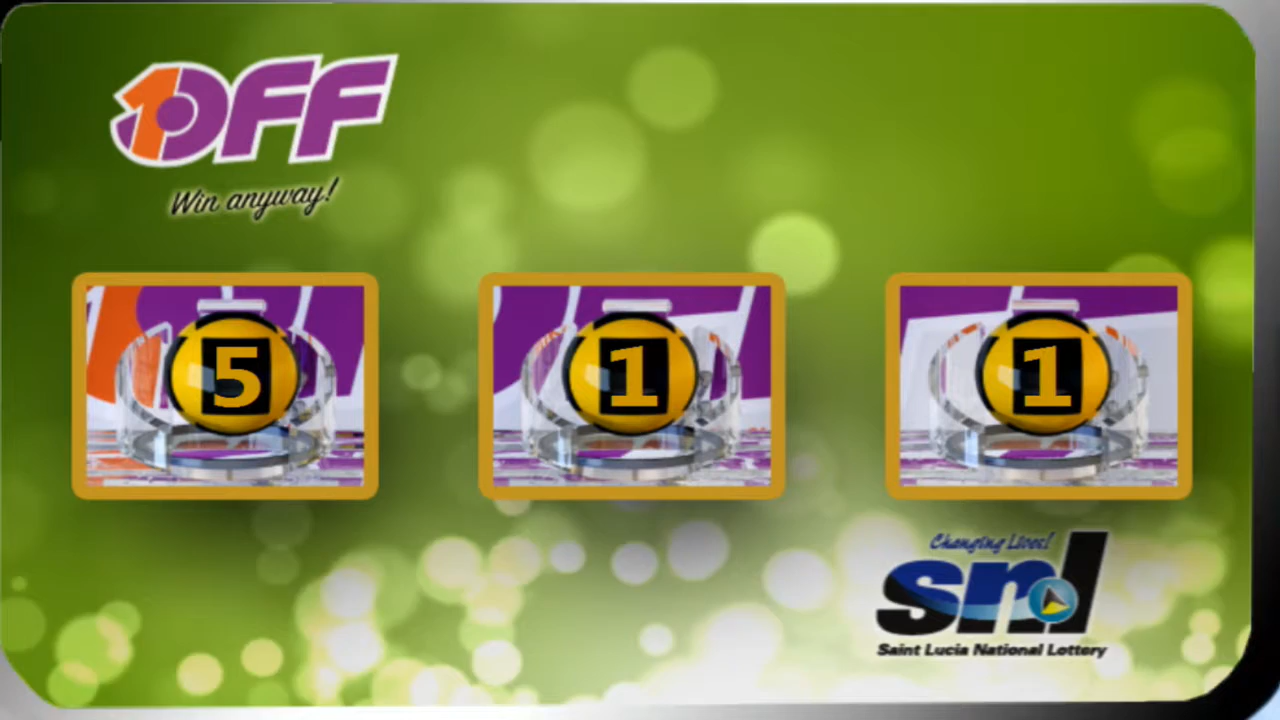 1OFF
Win anyway!
5 1 1
Changing Lives!
snl
Saint Lucia National Lottery